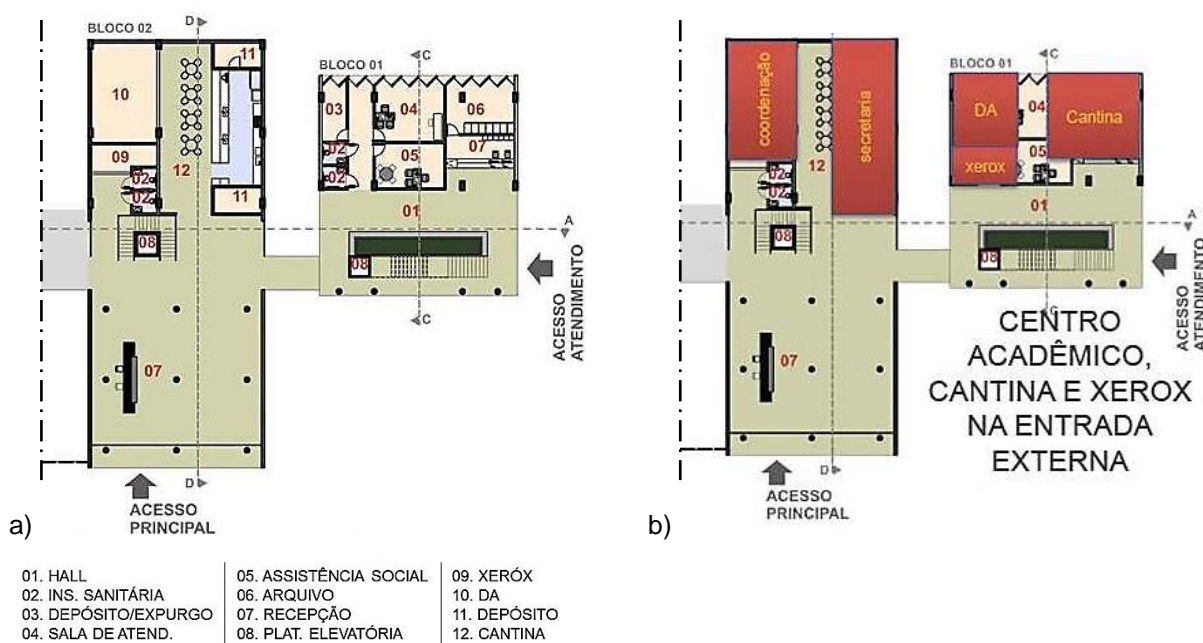 D
BLOCO 02
11
10
12
09
02
02
11
08
07
D
ACESSO
PRINCIPAL
a)
BLOCO 01
C
03
04
06
02
02
05
07
01
08
A
C
ACESSO
ATENDIMENTO
BLOCO 02
coordenação
secretaria
12
02
02
08
07
D
ACESSO
PRINCIPAL
b)
BLOCO 01
C
DA
04
Cantina
xerox
05
01
08
A
C
ACESSO
ATENDIMENTO
CENTRO
ACADÊMICO,
CANTINA E XEROX
NA ENTRADA
EXTERNA
01. HALL
02. INS. SANITÁRIA
03. DEPÓSITO/EXPURGO
04. SALA DE ATEND.
05. ASSISTÊNCIA SOCIAL
06. ARQUIVO
07. RECEPÇÃO
08. PLAT. ELEVATÓRIA
09. XERÓX
10. DA
11. DEPÓSITO
12. CANTINA